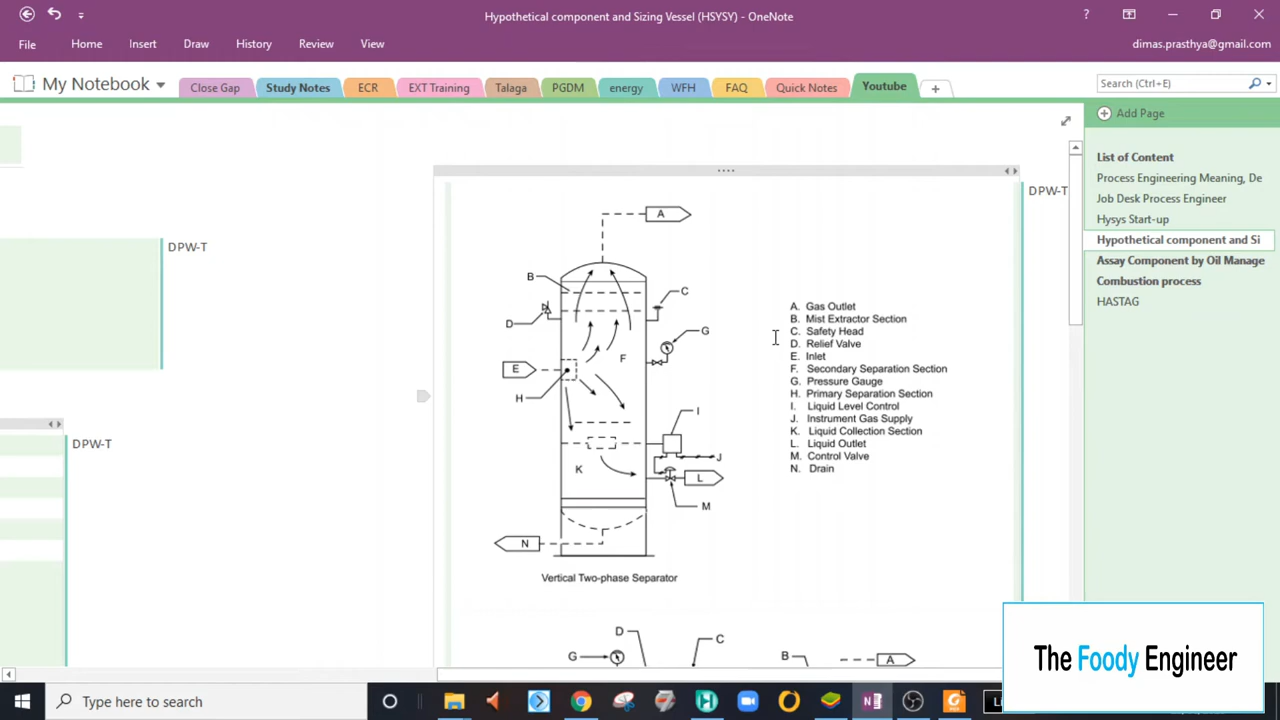 Hypothetical component and Sizing Vessel (HSYSY) - OneNote
?
File Home Insert Draw History Review View
dimas.prasthya@gmail.com
My Notebook
Close Gap Study Notes ECR EXT Training Talaga PGDM energy WFH FAQ Quick Notes Youtube
Search (Ctrl+E)
Add Page
List of Content
Process Engineering Meaning, De
Job Desk Process Engineer
Hysys Start-up
Hypothetical component and Si
Assay Component by Oil Manage
Combustion process
HASTAG
DPW-T
DPW-T
DPW-T
A
B
C
D
G
E
F
H
I
J
K
L
M
N
Vertical Two-phase Separator
A. Gas Outlet
B. Mist Extractor Section
C. Safety Head
D. Relief Valve
E. Inlet
F. Secondary Separation Section
G. Pressure Gauge
H. Primary Separation Section
I. Liquid Level Control
J. Instrument Gas Supply
K. Liquid Collection Section
L. Liquid Outlet
M. Control Valve
N. Drain
D
C
G
B
A
The Foody Engineer
Type here to search